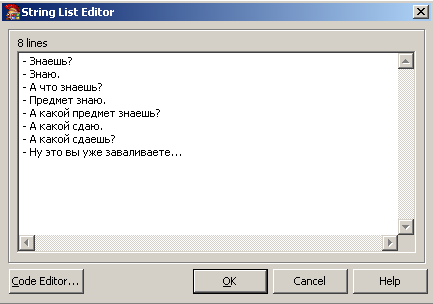 String List Editor
8 lines
- Знаешь?
- Знаю.
- А что знаешь?
- Предмет знаю.
- А какой предмет знаешь?
- А какой сдаю.
- А какой сдаешь?
- Ну это вы уже заваливаете...
Code Editor...
OK
Cancel
Help